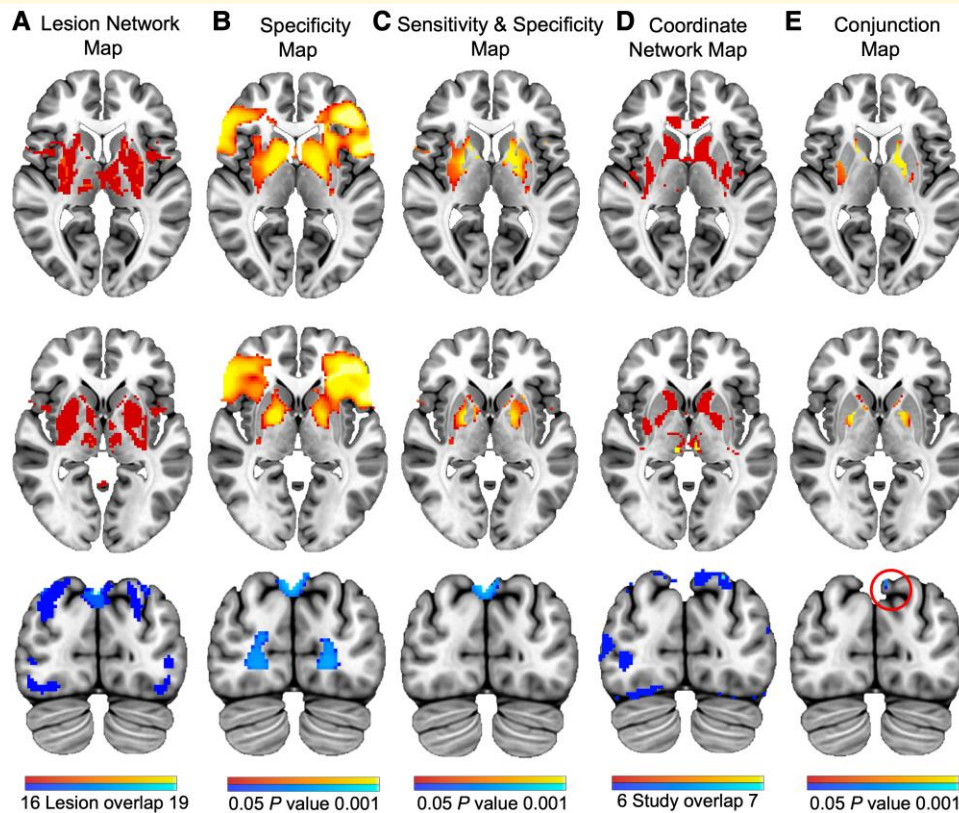 A Lesion Network Map
B Specificity Map
C Sensitivity & Specificity Map
D Coordinate Network Map
E Conjunction Map
16 Lesion overlap 19
0.05 P value 0.001
0.05 P value 0.001
6 Study overlap 7
0.05 P value 0.001